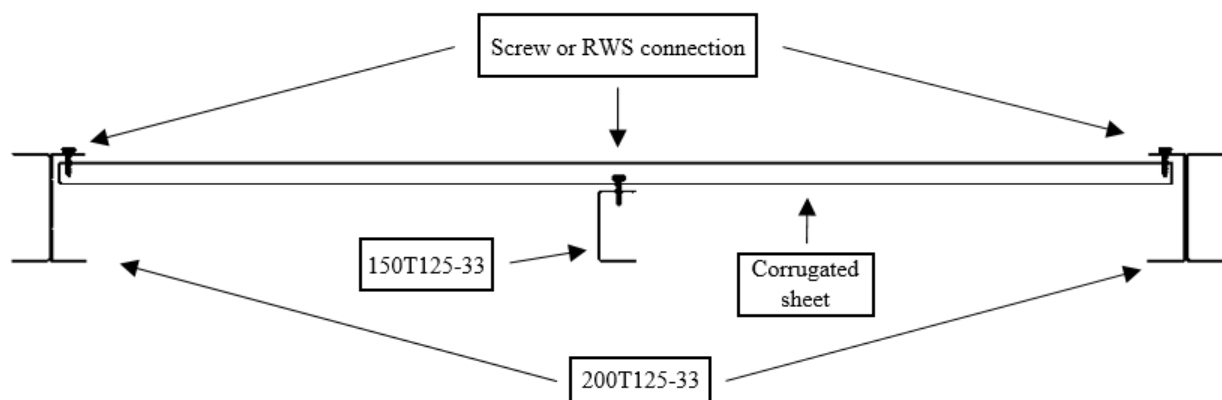 Screw or RWS connection
150T125-33
Corrugated
sheet
200T125-33